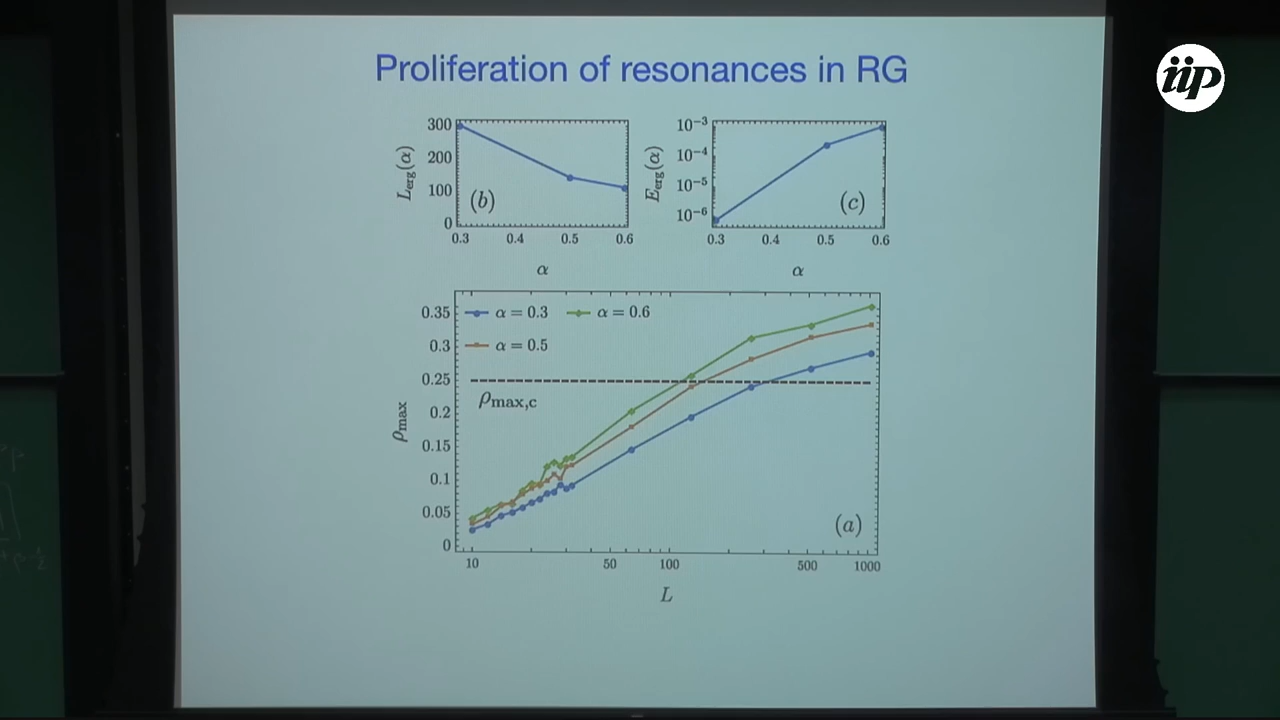 Proliferation of resonances in RG
iip
300
200
100
0
L_erg(α)
(b)
0.3 0.4 0.5 0.6
α
10⁻³
10⁻⁴
10⁻⁵
10⁻⁶
E_erg(α)
(c)
0.3 0.4 0.5 0.6
α
α = 0.3 α = 0.6
α = 0.5
0.35
0.3
0.25
0.2
0.15
0.1
0.05
0
ρ_max
ρ_max,c
(a)
10 50 100 500 1000
L